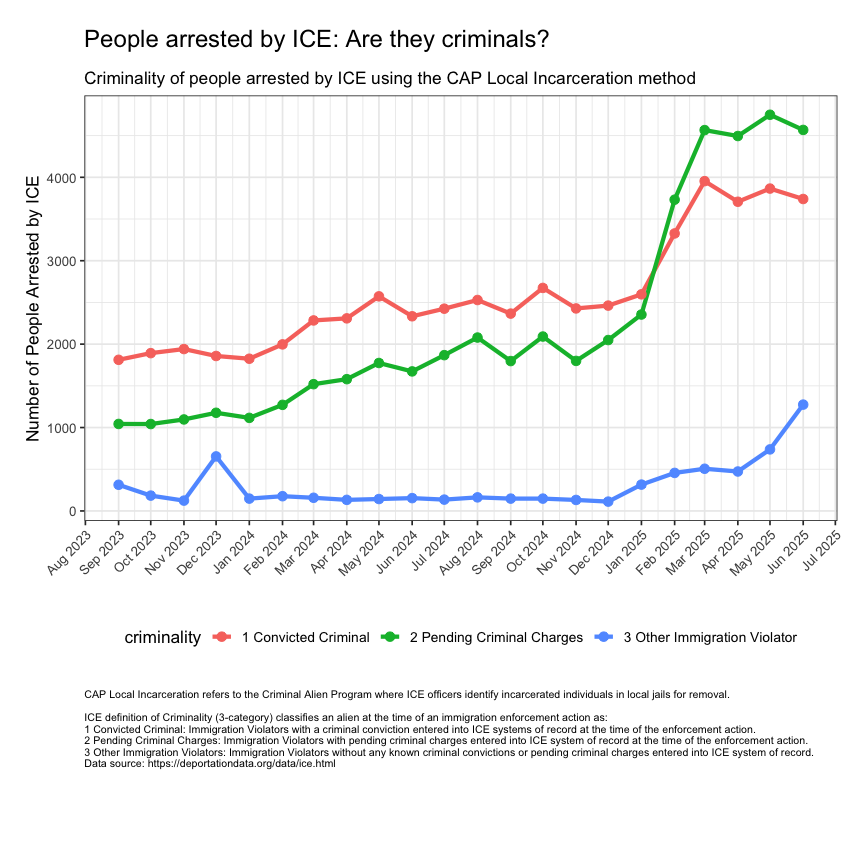 People arrested by ICE: Are they criminals?
Criminality of people arrested by ICE using the CAP Local Incarceration method
Number of People Arrested by ICE
4000
3000
2000
1000
0
Aug 2023
Sep 2023
Oct 2023
Nov 2023
Dec 2023
Jan 2024
Feb 2024
Mar 2024
Apr 2024
May 2024
Jun 2024
Jul 2024
Aug 2024
Sep 2024
Oct 2024
Nov 2024
Dec 2024
Jan 2025
Feb 2025
Mar 2025
Apr 2025
May 2025
Jun 2025
Jul 2025
criminality 1 Convicted Criminal 2 Pending Criminal Charges 3 Other Immigration Violator
CAP Local Incarceration refers to the Criminal Alien Program where ICE officers identify incarcerated individuals in local jails for removal.
ICE definition of Criminality (3-category) classifies an alien at the time of an immigration enforcement action as:
1 Convicted Criminal: Immigration Violators with a criminal conviction entered into ICE systems of record at the time of the enforcement action.
2 Pending Criminal Charges: Immigration Violators with pending criminal charges entered into ICE system of record at the time of the enforcement action.
3 Other Immigration Violators: Immigration Violators without any known criminal convictions or pending criminal charges entered into ICE system of record.
Data source: https://deportationdata.org/data/ice.html